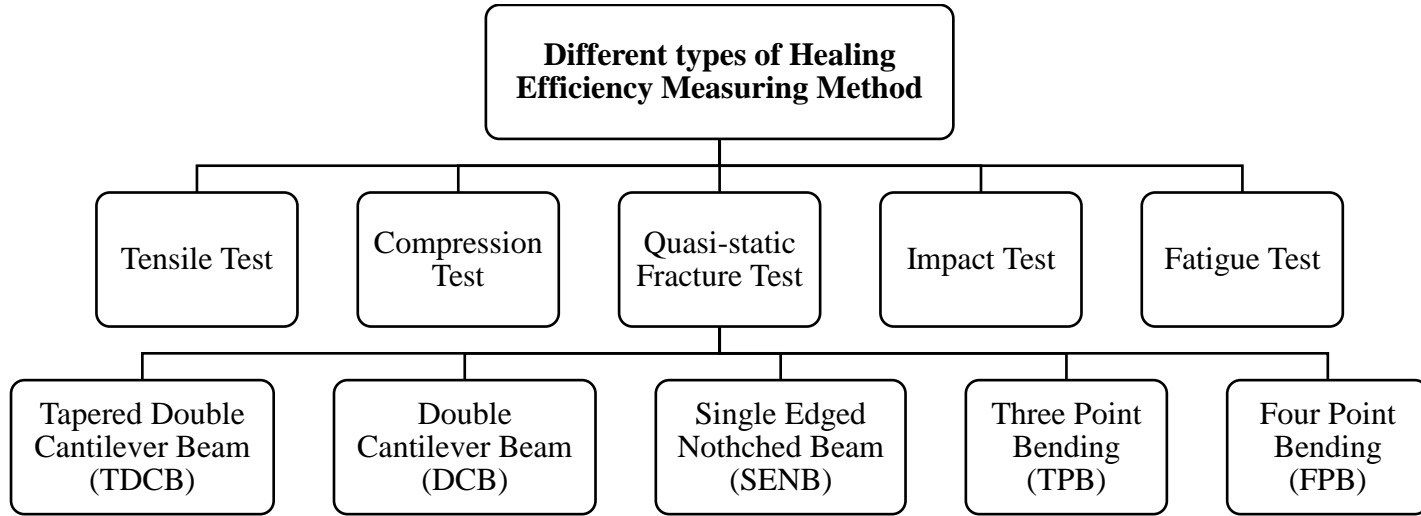 Different types of Healing
Efficiency Measuring Method
Tensile Test
Compression
Test
Quasi-static
Fracture Test
Impact Test
Fatigue Test
Tapered Double
Cantilever Beam
(TDCB)
Double
Cantilever Beam
(DCB)
Single Edged
Nothched Beam
(SENB)
Three Point
Bending
(TPB)
Four Point
Bending
(FPB)